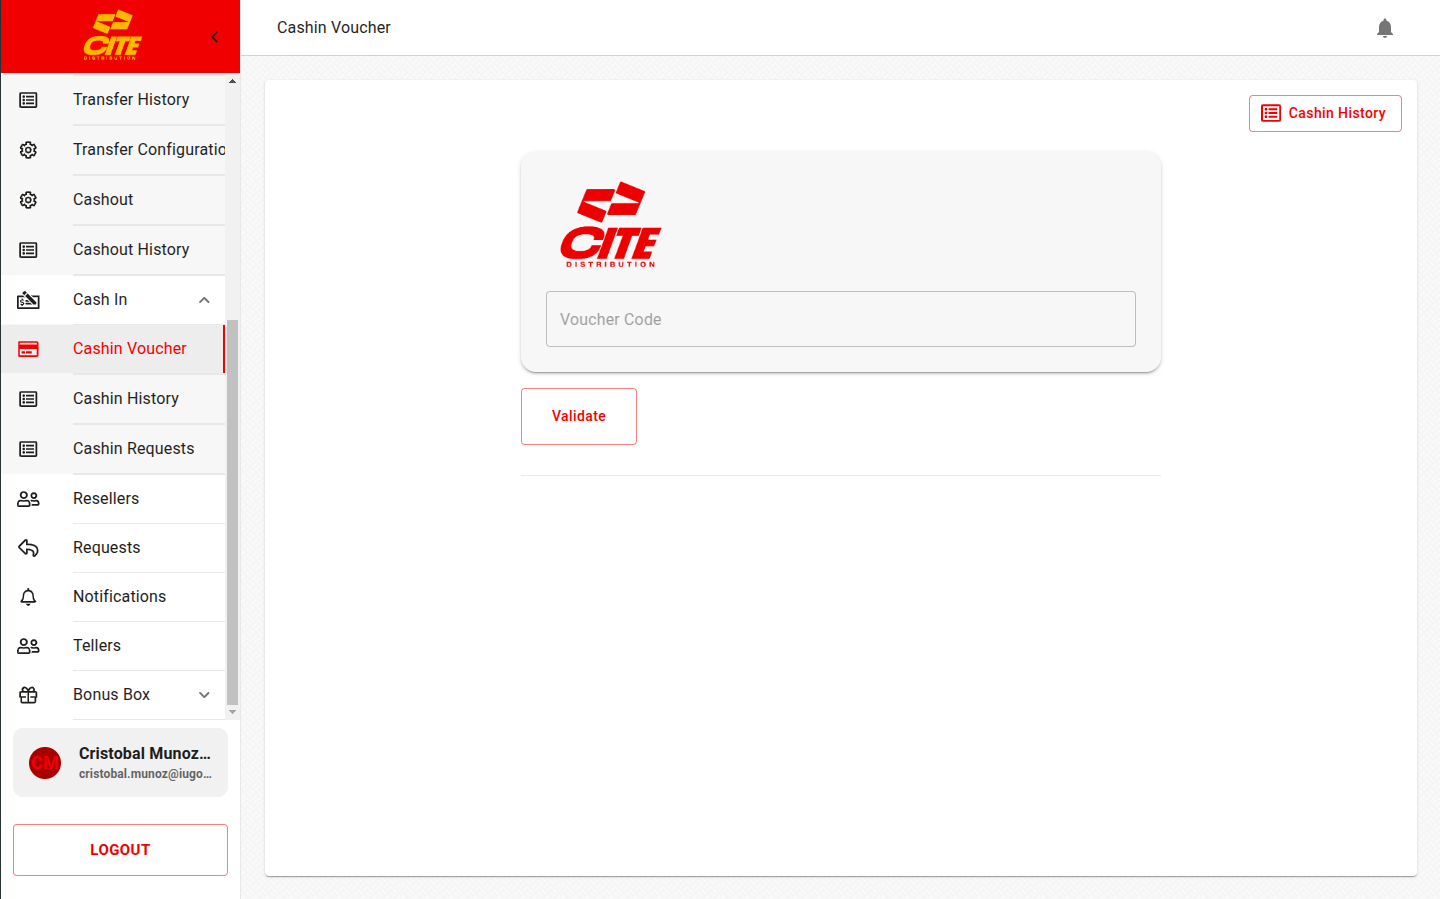 CITE
DISTRIBUTION
Transfer History
Transfer Configuratio
Cashout
Cashout History
Cash In
Cashin Voucher
Cashin History
Cashin Requests
Resellers
Requests
Notifications
Tellers
Bonus Box
CM
Cristobal Munoz...
cristobal.munoz@iugo...
LOGOUT
Cashin Voucher
Cashin History
CITE
DISTRIBUTION
Voucher Code
Validate